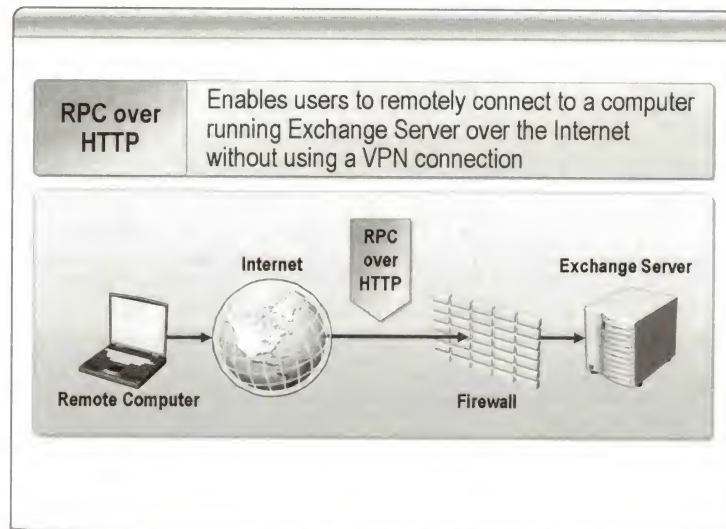 RPC over
HTTP
Enables users to remotely connect to a computer
running Exchange Server over the Internet
without using a VPN connection
RPC
over
HTTP
Internet
Exchange Server
Remote Computer
Firewall